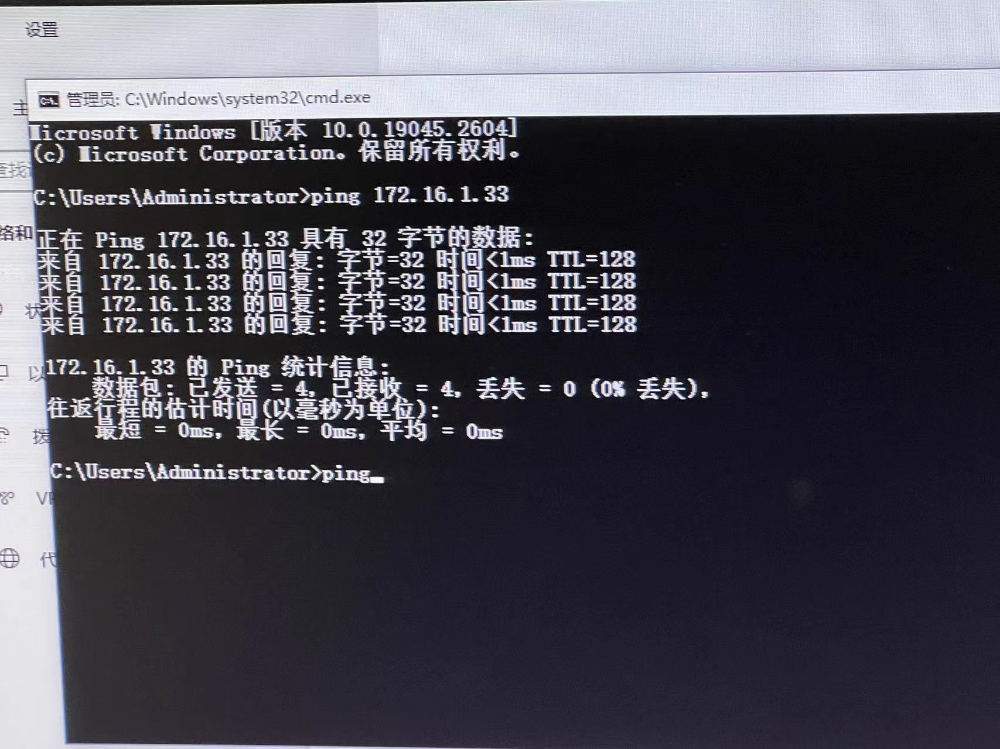 设置
管理员: C:\Windows\system32\cmd.exe
主
Microsoft Windows [版本 10.0.19045.2604]
(c) Microsoft Corporation。保留所有权利。
查找
C:\Users\Administrator>ping 172.16.1.33
络和
正在 Ping 172.16.1.33 具有 32 字节的数据:
来自 172.16.1.33 的回复: 字节=32 时间<1ms TTL=128
来自 172.16.1.33 的回复: 字节=32 时间<1ms TTL=128
状
来自 172.16.1.33 的回复: 字节=32 时间<1ms TTL=128
来自 172.16.1.33 的回复: 字节=32 时间<1ms TTL=128
以
172.16.1.33 的 Ping 统计信息:
数据包: 已发送 = 4, 已接收 = 4, 丢失 = 0 (0% 丢失),
往返行程的估计时间(以毫秒为单位):
拨
最短 = 0ms, 最长 = 0ms, 平均 = 0ms
C:\Users\Administrator>ping
VP
代